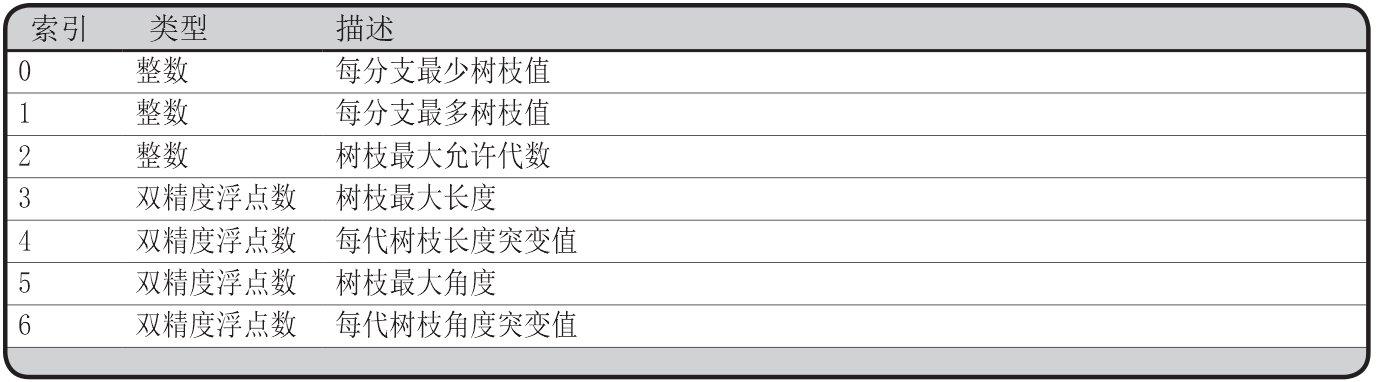 索引 类型 描述
0 整数 每分支最少树枝值
1 整数 每分支最多树枝值
2 整数 树枝最大允许代数
3 双精度浮点数 树枝最大长度
4 双精度浮点数 每代树枝长度突变值
5 双精度浮点数 树枝最大角度
6 双精度浮点数 每代树枝角度突变值